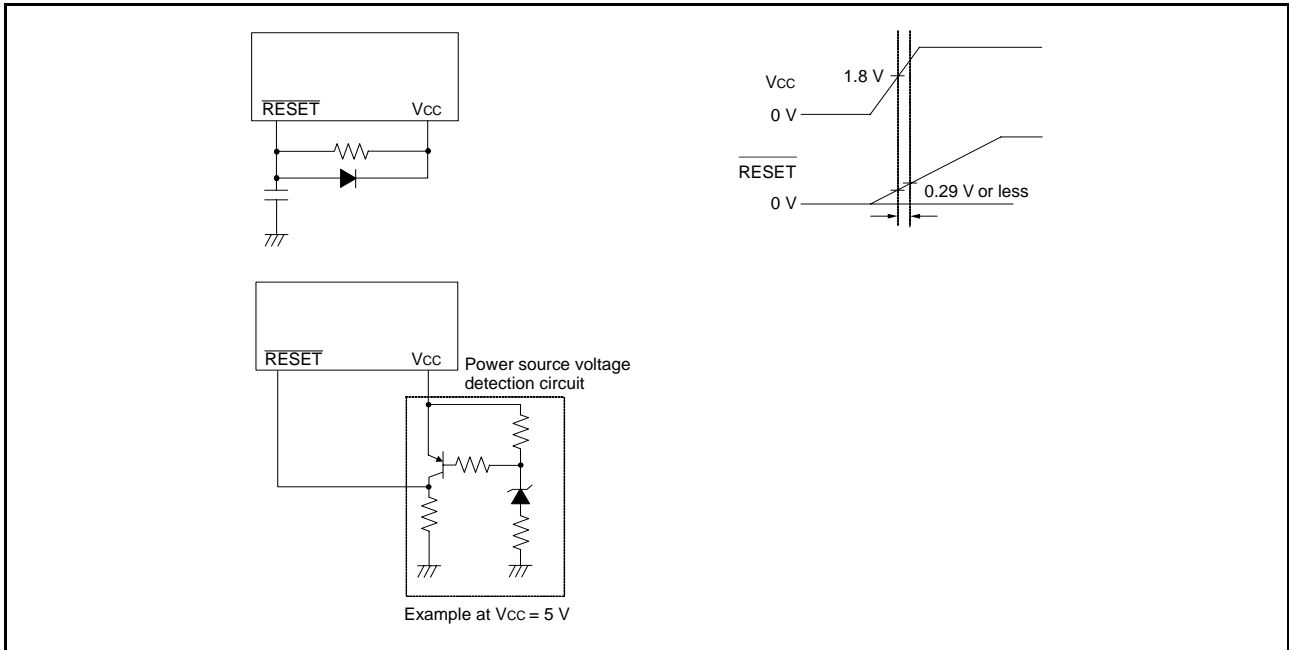 RESET VCC
VCC
1.8 V
0 V
RESET
0.29 V or less
0 V
RESET VCC
Power source voltage
detection circuit
Example at VCC = 5 V